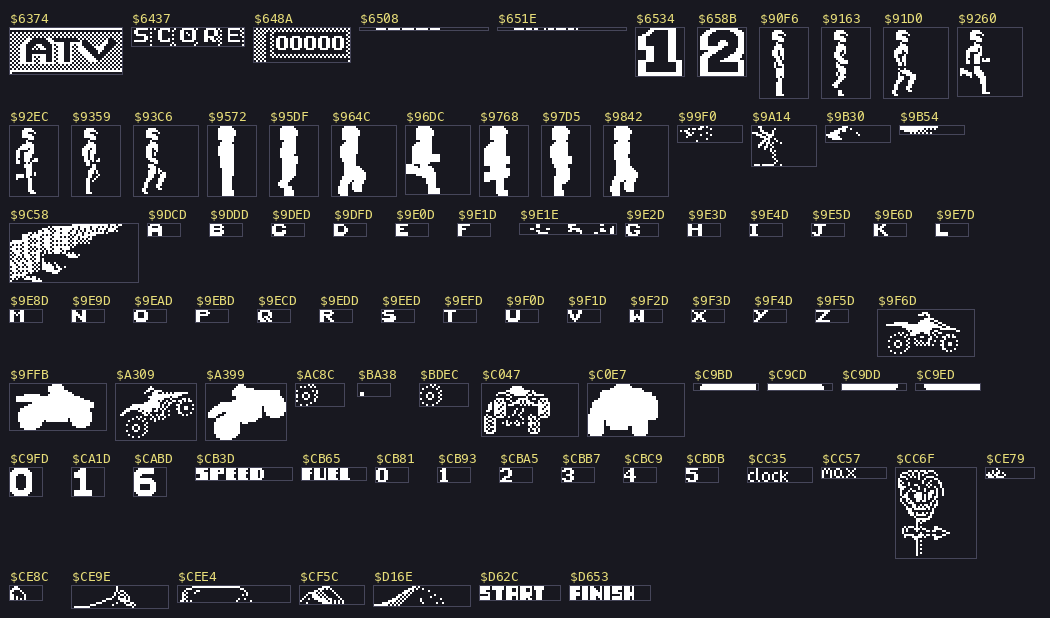 $6374 $6437 $648A $6508 $651E $6534 $658B $90F6 $9163 $91D0 $9260
ATV SCORE 00000 1 2
$92EC $9359 $93C6 $9572 $95DF $964C $96DC $9768 $97D5 $9842 $99F0 $9A14 $9B30 $9B54
$9C58 $9DCD $9DDD $9DED $9DFD $9E0D $9E1D $9E1E $9E2D $9E3D $9E4D $9E5D $9E6D $9E7D
A B C D E F G H I J K L
$9E8D $9E9D $9EAD $9EBD $9ECD $9EDD $9EED $9EFD $9F0D $9F1D $9F2D $9F3D $9F4D $9F5D $9F6D
M N O P Q R S T U V W X Y Z
$9FFB $A309 $A399 $AC8C $BA38 $BDEC $C047 $C0E7 $C9BD $C9CD $C9DD $C9ED
$C9FD $CA1D $CABD $CB3D $CB65 $CB81 $CB93 $CBA5 $CBB7 $CBC9 $CBDB $CC35 $CC57 $CC6F $CE79
0 1 6 SPEED FUEL 0 1 2 3 4 5 clock max
$CE8C $CE9E $CEE4 $CF5C $D16E $D62C $D653
START FINISH